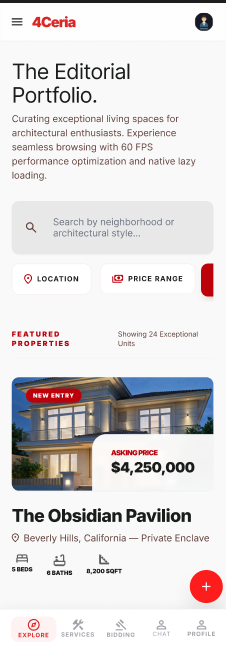 4Ceria
The Editorial
Portfolio.
Curating exceptional living spaces for
architectural enthusiasts. Experience
seamless browsing with 60 FPS
performance optimization and native lazy
loading.
Search by neighborhood or
architectural style...
LOCATION
PRICE RANGE
FEATURED
PROPERTIES
Showing 24 Exceptional
Units
NEW ENTRY
ASKING PRICE
$4,250,000
The Obsidian Pavilion
Beverly Hills, California — Private Enclave
5 BEDS
6 BATHS
8,200 SQFT
EXPLORE
SERVICES
BIDDING
CHAT
PROFILE